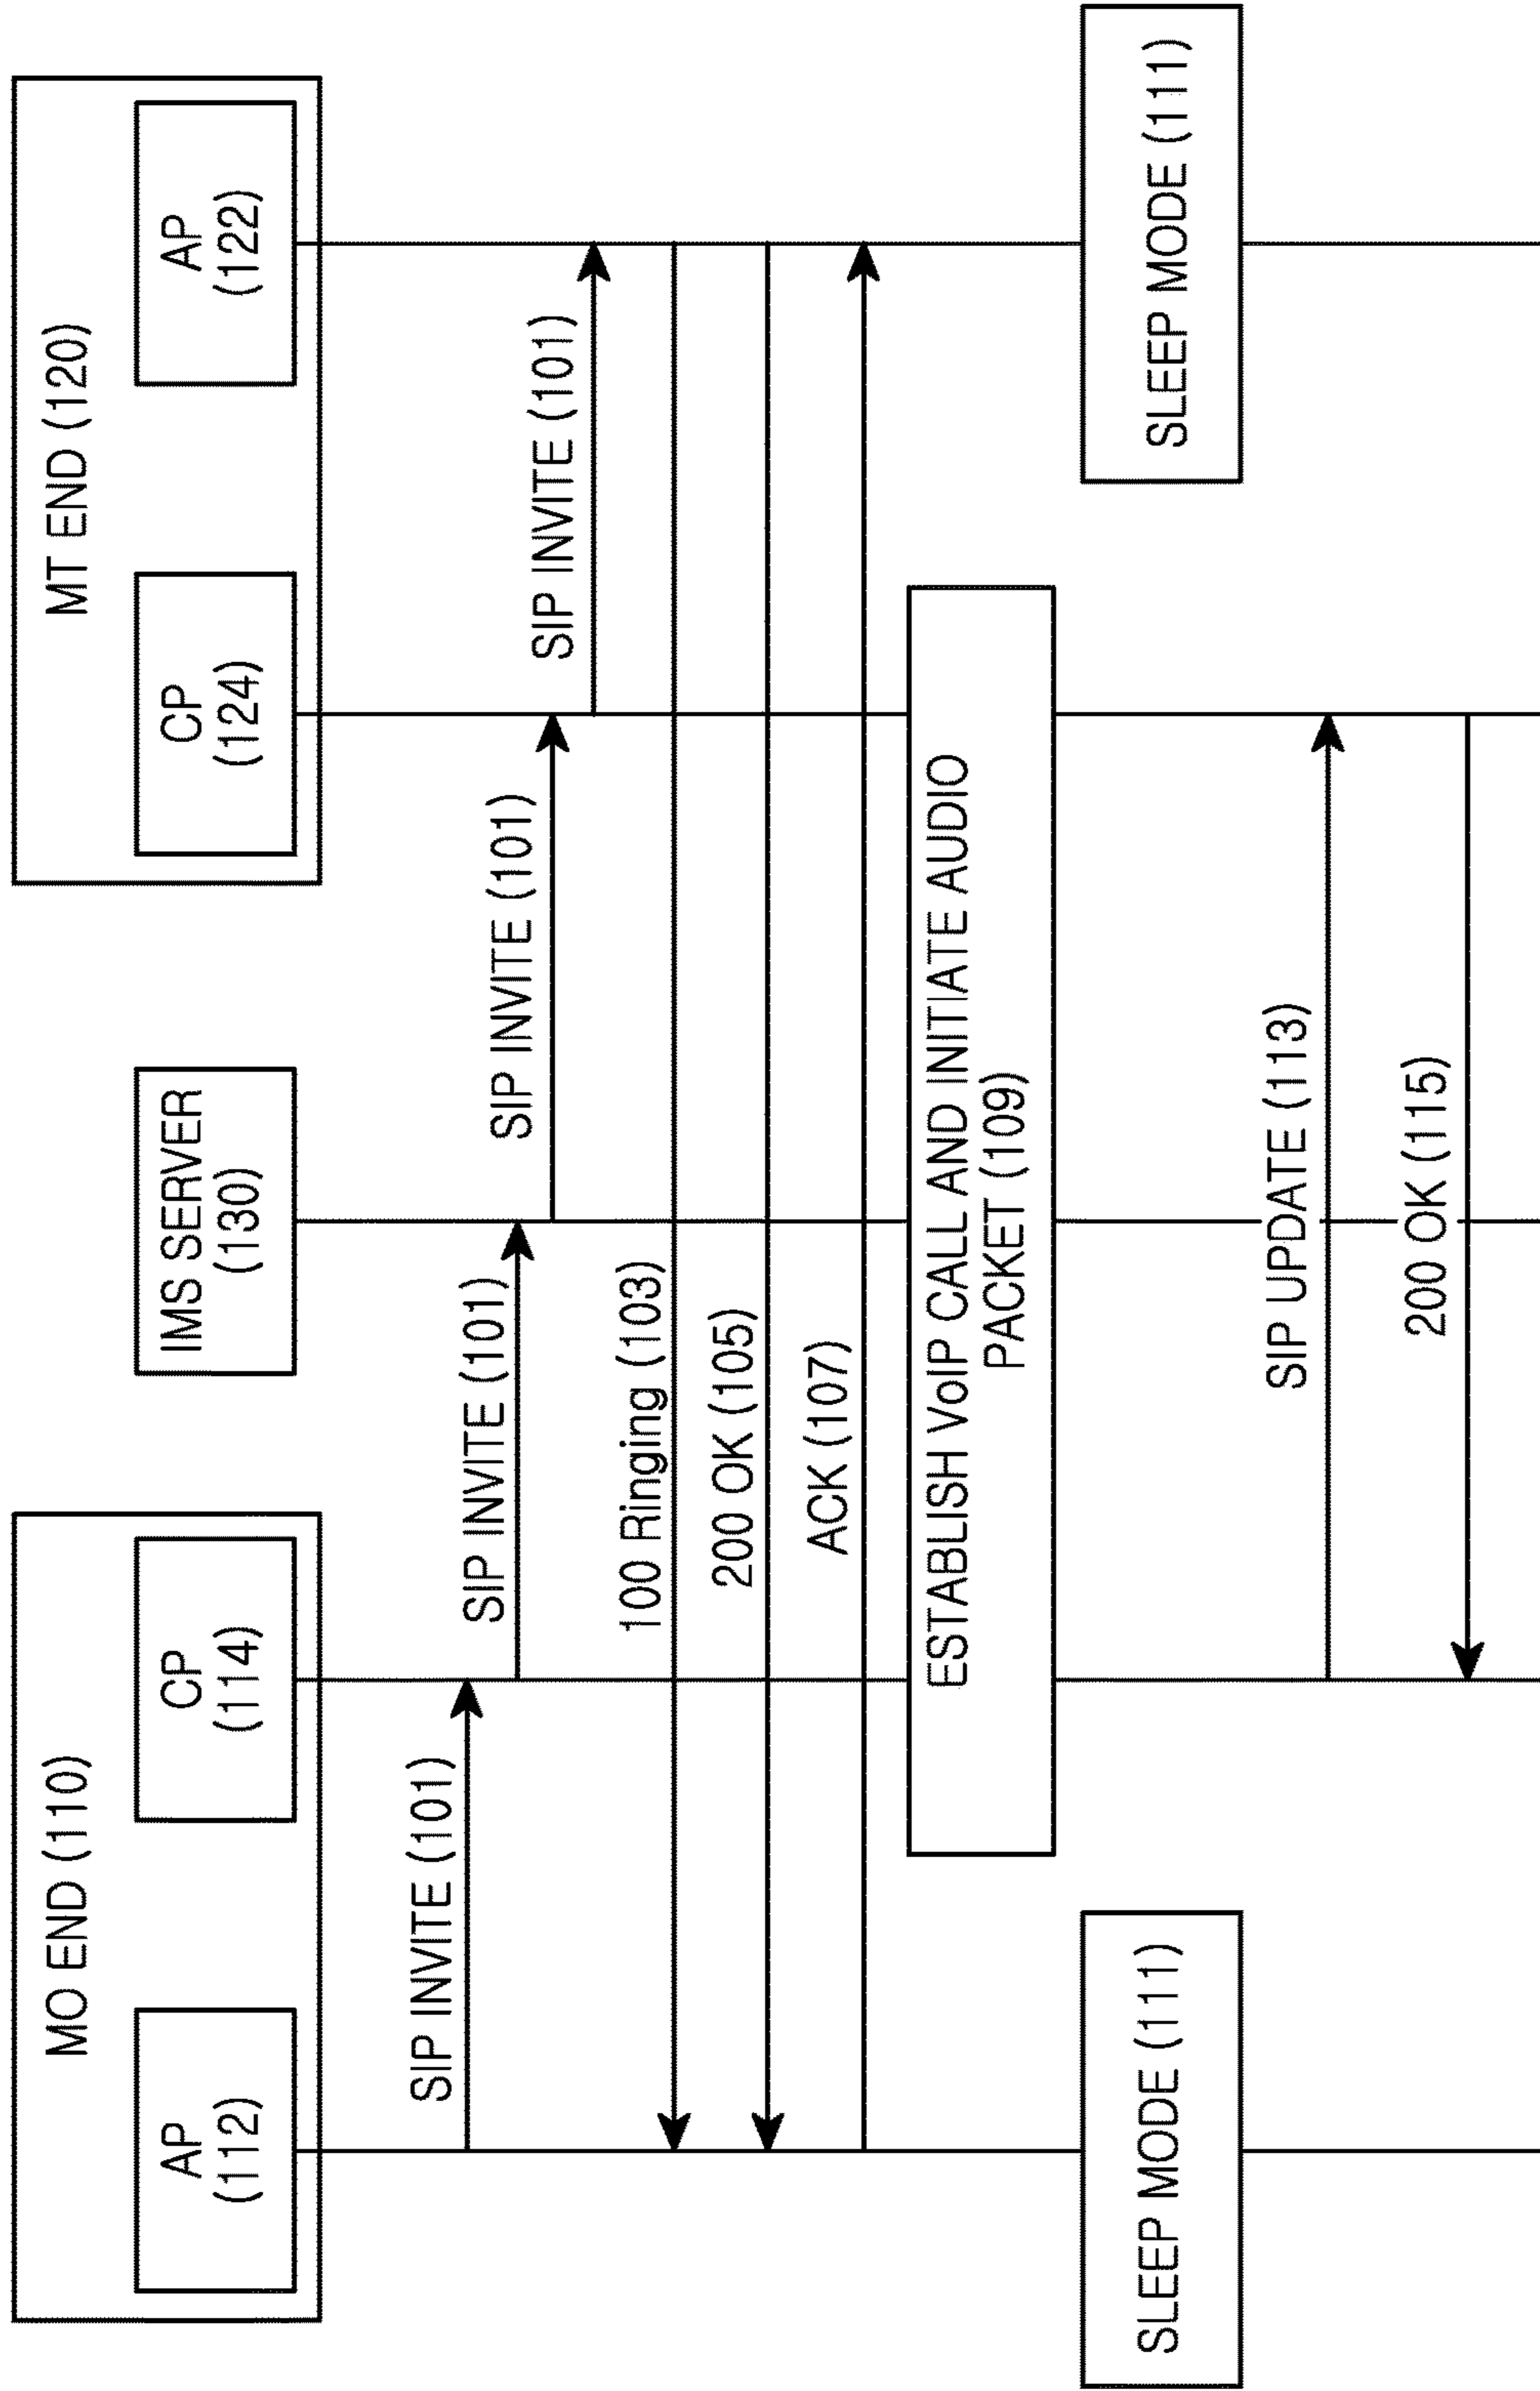 MO END (110)
AP
(112)
CP
(114)
IMS SERVER
(130)
MT END (120)
CP
(124)
AP
(122)
SIP INVITE (101)
SIP INVITE (101)
SIP INVITE (101)
SIP INVITE (101)
100 Ringing (103)
200 OK (105)
ACK (107)
ESTABLISH VoIP CALL AND INITIATE AUDIO
PACKET (109)
SLEEP MODE (111)
SLEEP MODE (111)
SIP UPDATE (113)
200 OK (115)